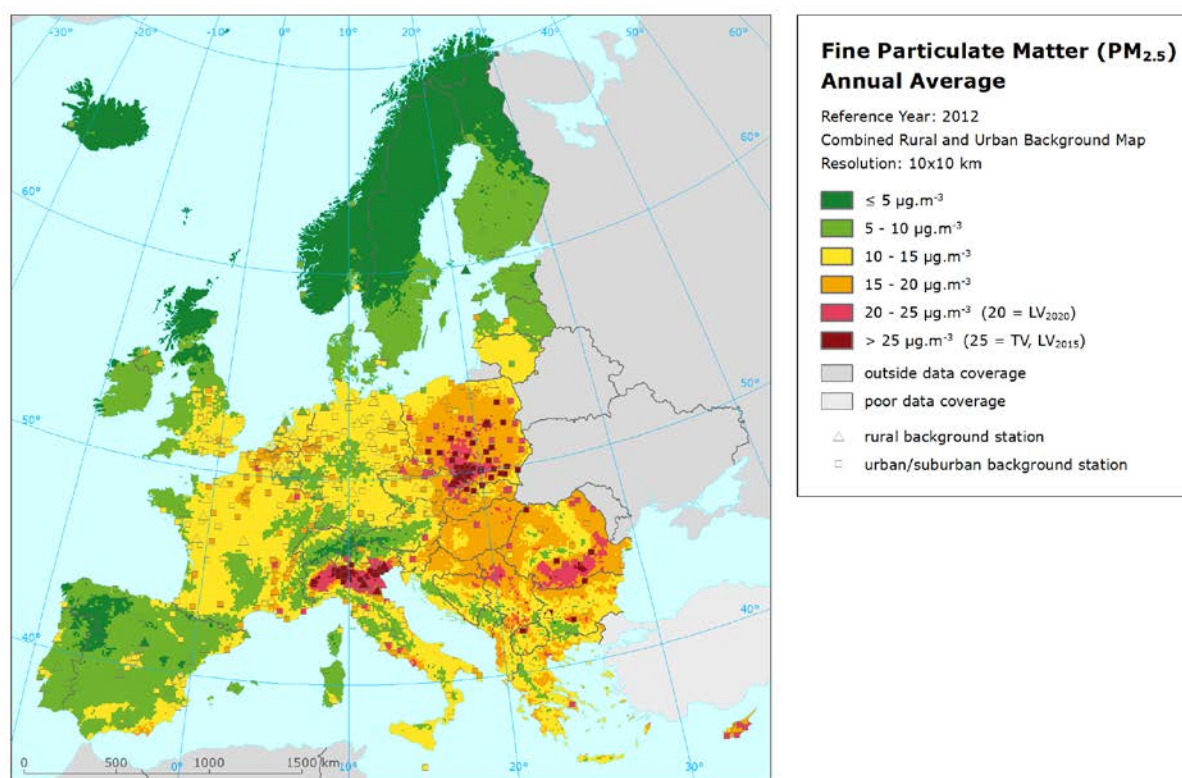 -30° -20° -10° 0° 10° 20° 30° 40° 50° 60°
60°
60°
50°
50°
40°
40°
0 500 1000 1500 km
0° 10° 20° 30°
Fine Particulate Matter (PM₂.₅)
Annual Average
Reference Year: 2012
Combined Rural and Urban Background Map
Resolution: 10x10 km
≤ 5 µg.m⁻³
5 - 10 µg.m⁻³
10 - 15 µg.m⁻³
15 - 20 µg.m⁻³
20 - 25 µg.m⁻³ (20 = LV₂₀₂₀)
> 25 µg.m⁻³ (25 = TV, LV₂₀₁₅)
outside data coverage
poor data coverage
rural background station
urban/suburban background station